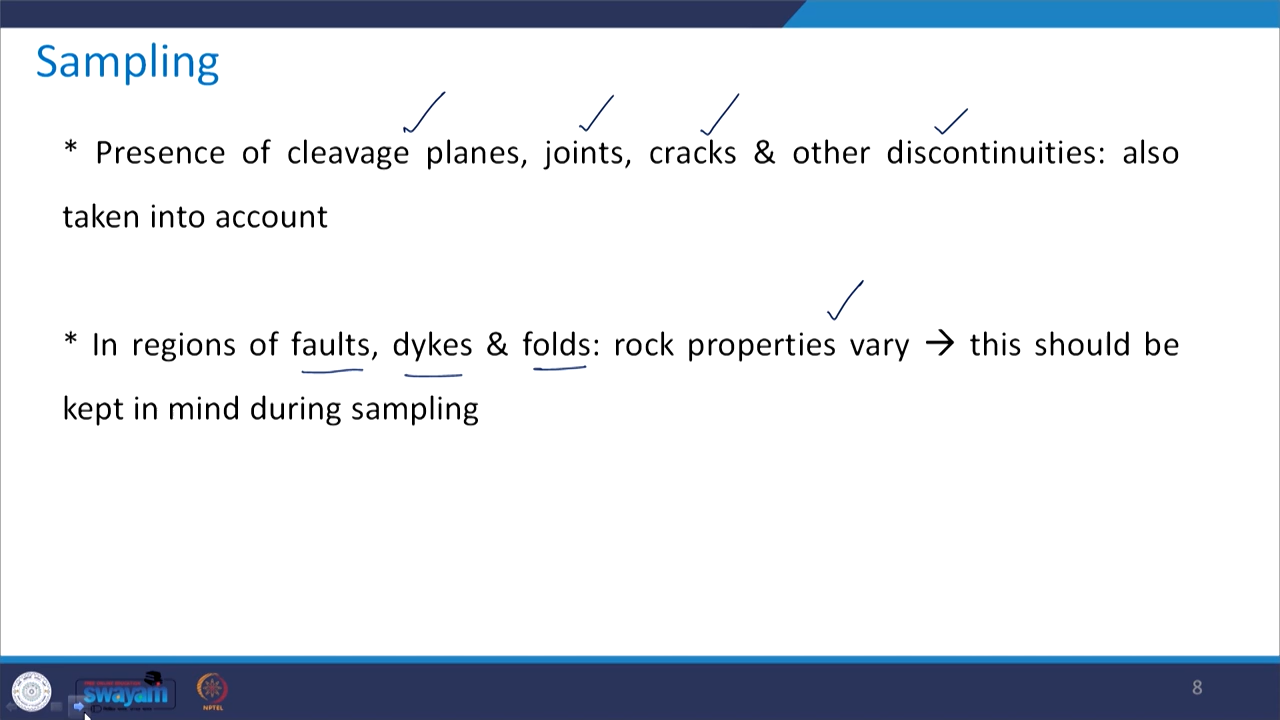 Sampling
* Presence of cleavage planes, joints, cracks & other discontinuities: also
taken into account
* In regions of faults, dykes & folds: rock properties vary → this should be
kept in mind during sampling
swayam
NPTEL
8